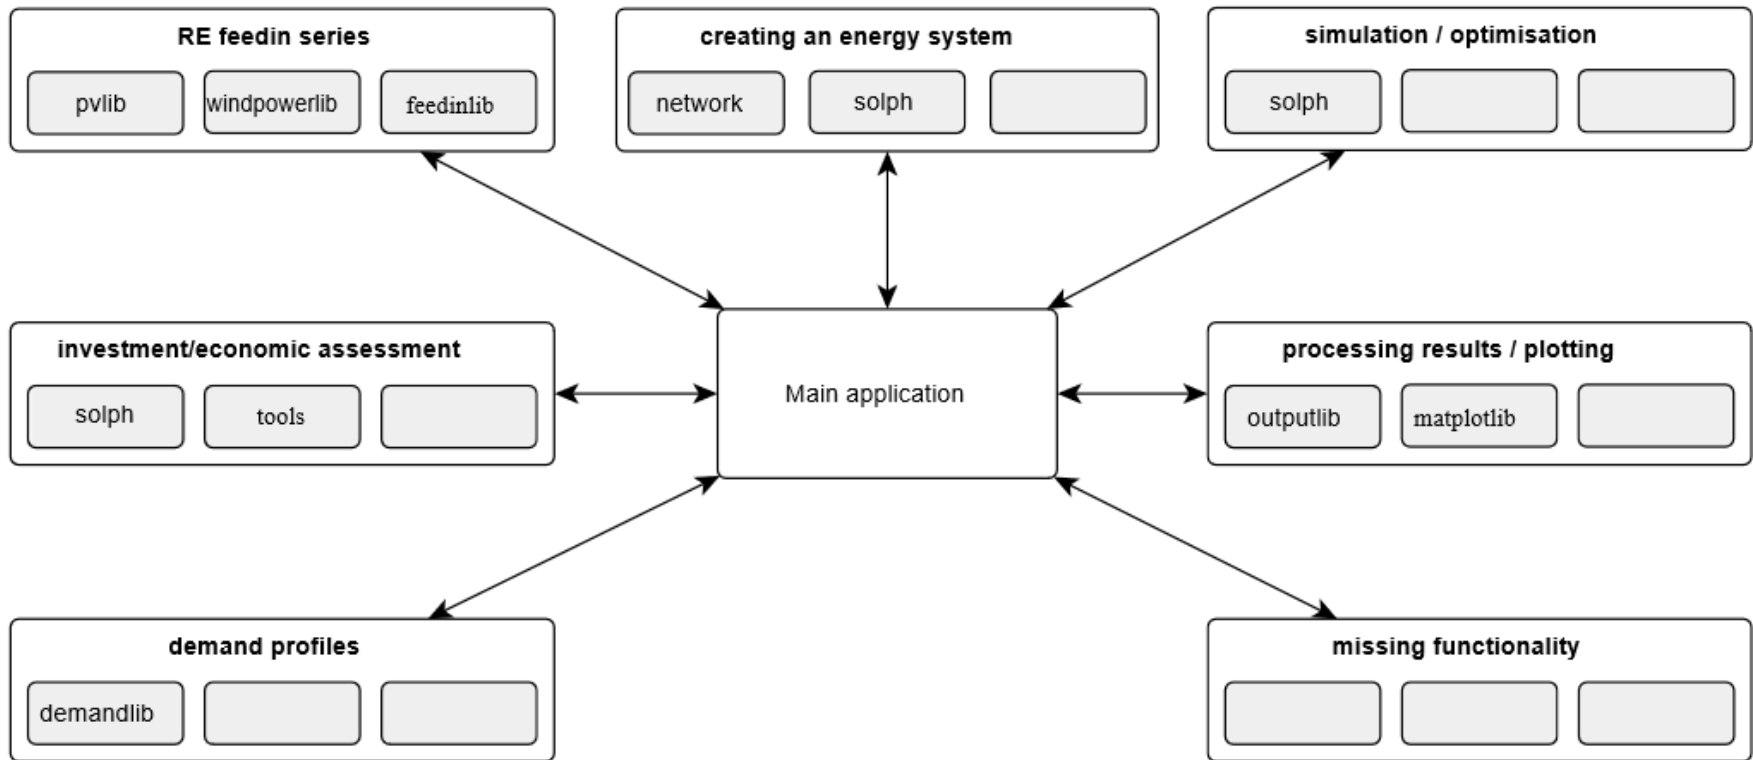 RE feedin series
pvlib
windpowerlib
feedinlib
creating an energy system
network
solph
simulation / optimisation
solph
investment/economic assessment
solph
tools
Main application
processing results / plotting
outputlib
matplotlib
demand profiles
demandlib
missing functionality